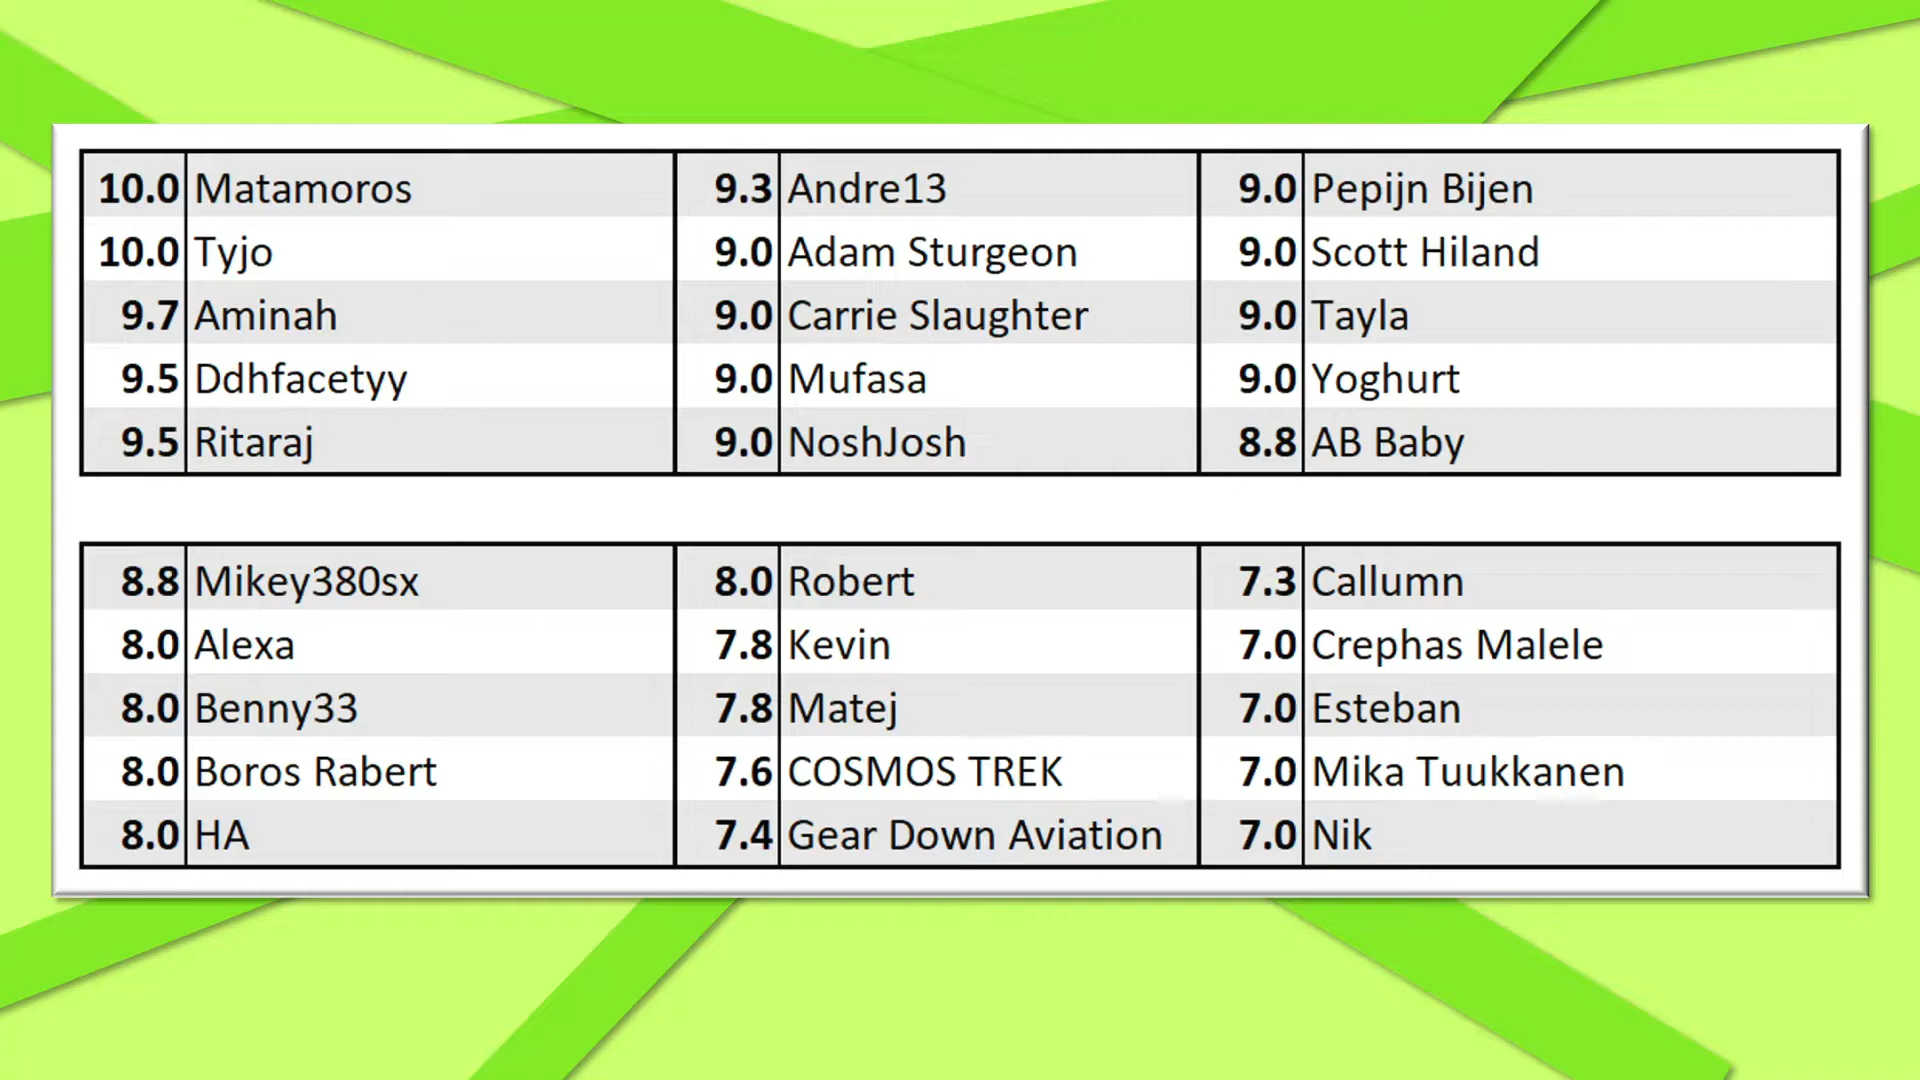 10.0 Matamoros
10.0 Tyjo
9.7 Aminah
9.5 Ddhfacetyy
9.5 Ritaraj
9.3 Andre13
9.0 Adam Sturgeon
9.0 Carrie Slaughter
9.0 Mufasa
9.0 NoshJosh
9.0 Pepijn Bijen
9.0 Scott Hiland
9.0 Tayla
9.0 Yoghurt
8.8 AB Baby
8.8 Mikey380sx
8.0 Alexa
8.0 Benny33
8.0 Boros Rabert
8.0 HA
8.0 Robert
7.8 Kevin
7.8 Matej
7.6 COSMOS TREK
7.4 Gear Down Aviation
7.3 Callumn
7.0 Crephas Malele
7.0 Esteban
7.0 Mika Tuukkanen
7.0 Nik